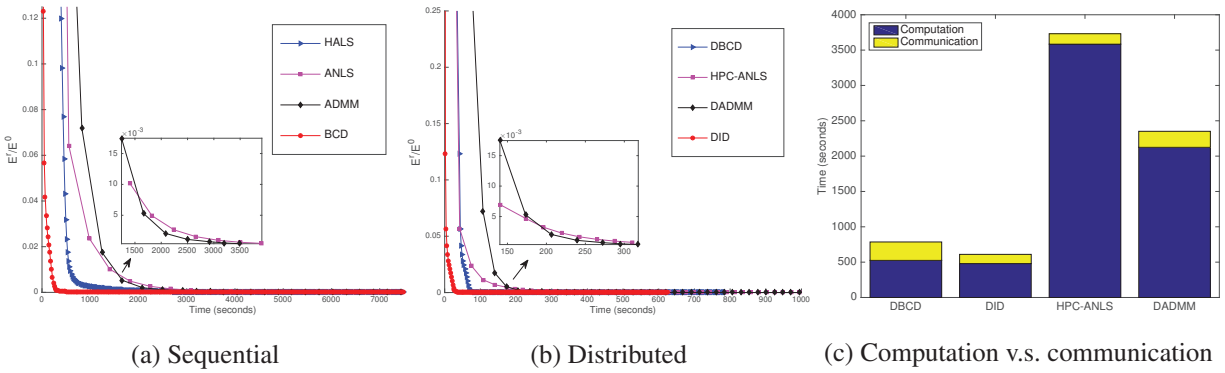 0.12
0.1
0.08
0.06
0.04
0.02
0
E^r/E^0
HALS
ANLS
ADMM
BCD
×10^-3
15
10
5
1500 2000 2500 3000 3500
0 1000 2000 3000 4000 5000 6000 7000
Time (seconds)
(a) Sequential
0.25
0.2
0.15
0.1
0.05
0
E^r/E^0
DBCD
HPC-ANLS
DADMM
DID
×10^-3
15
10
5
150 200 250 300
0 100 200 300 400 500 600 700 800 900 1000
Time (seconds)
(b) Distributed
4000
3500
3000
2500
2000
1500
1000
500
0
Time (seconds)
Computation
Communication
DBCD DID HPC-ANLS DADMM
(c) Computation v.s. communication